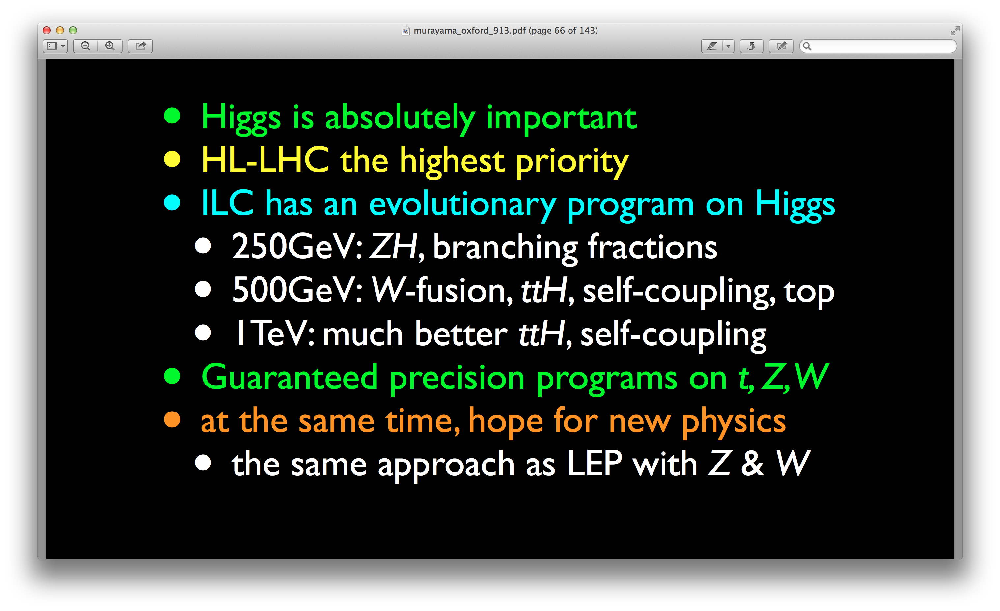 murayama_oxford_913.pdf (page 66 of 143)
• Higgs is absolutely important
• HL-LHC the highest priority
• ILC has an evolutionary program on Higgs
• 250GeV: ZH, branching fractions
• 500GeV: W-fusion, ttH, self-coupling, top
• 1TeV: much better ttH, self-coupling
• Guaranteed precision programs on t, Z, W
• at the same time, hope for new physics
• the same approach as LEP with Z & W